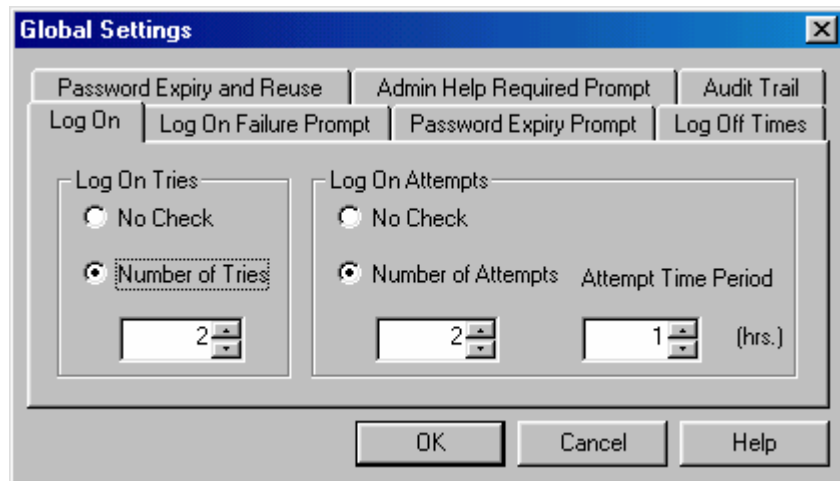 Global Settings
Password Expiry and Reuse
Admin Help Required Prompt
Audit Trail
Log On
Log On Failure Prompt
Password Expiry Prompt
Log Off Times
Log On Tries
No Check
Number of Tries
2
Log On Attempts
No Check
Number of Attempts
Attempt Time Period
2
1
(hrs.)
OK
Cancel
Help